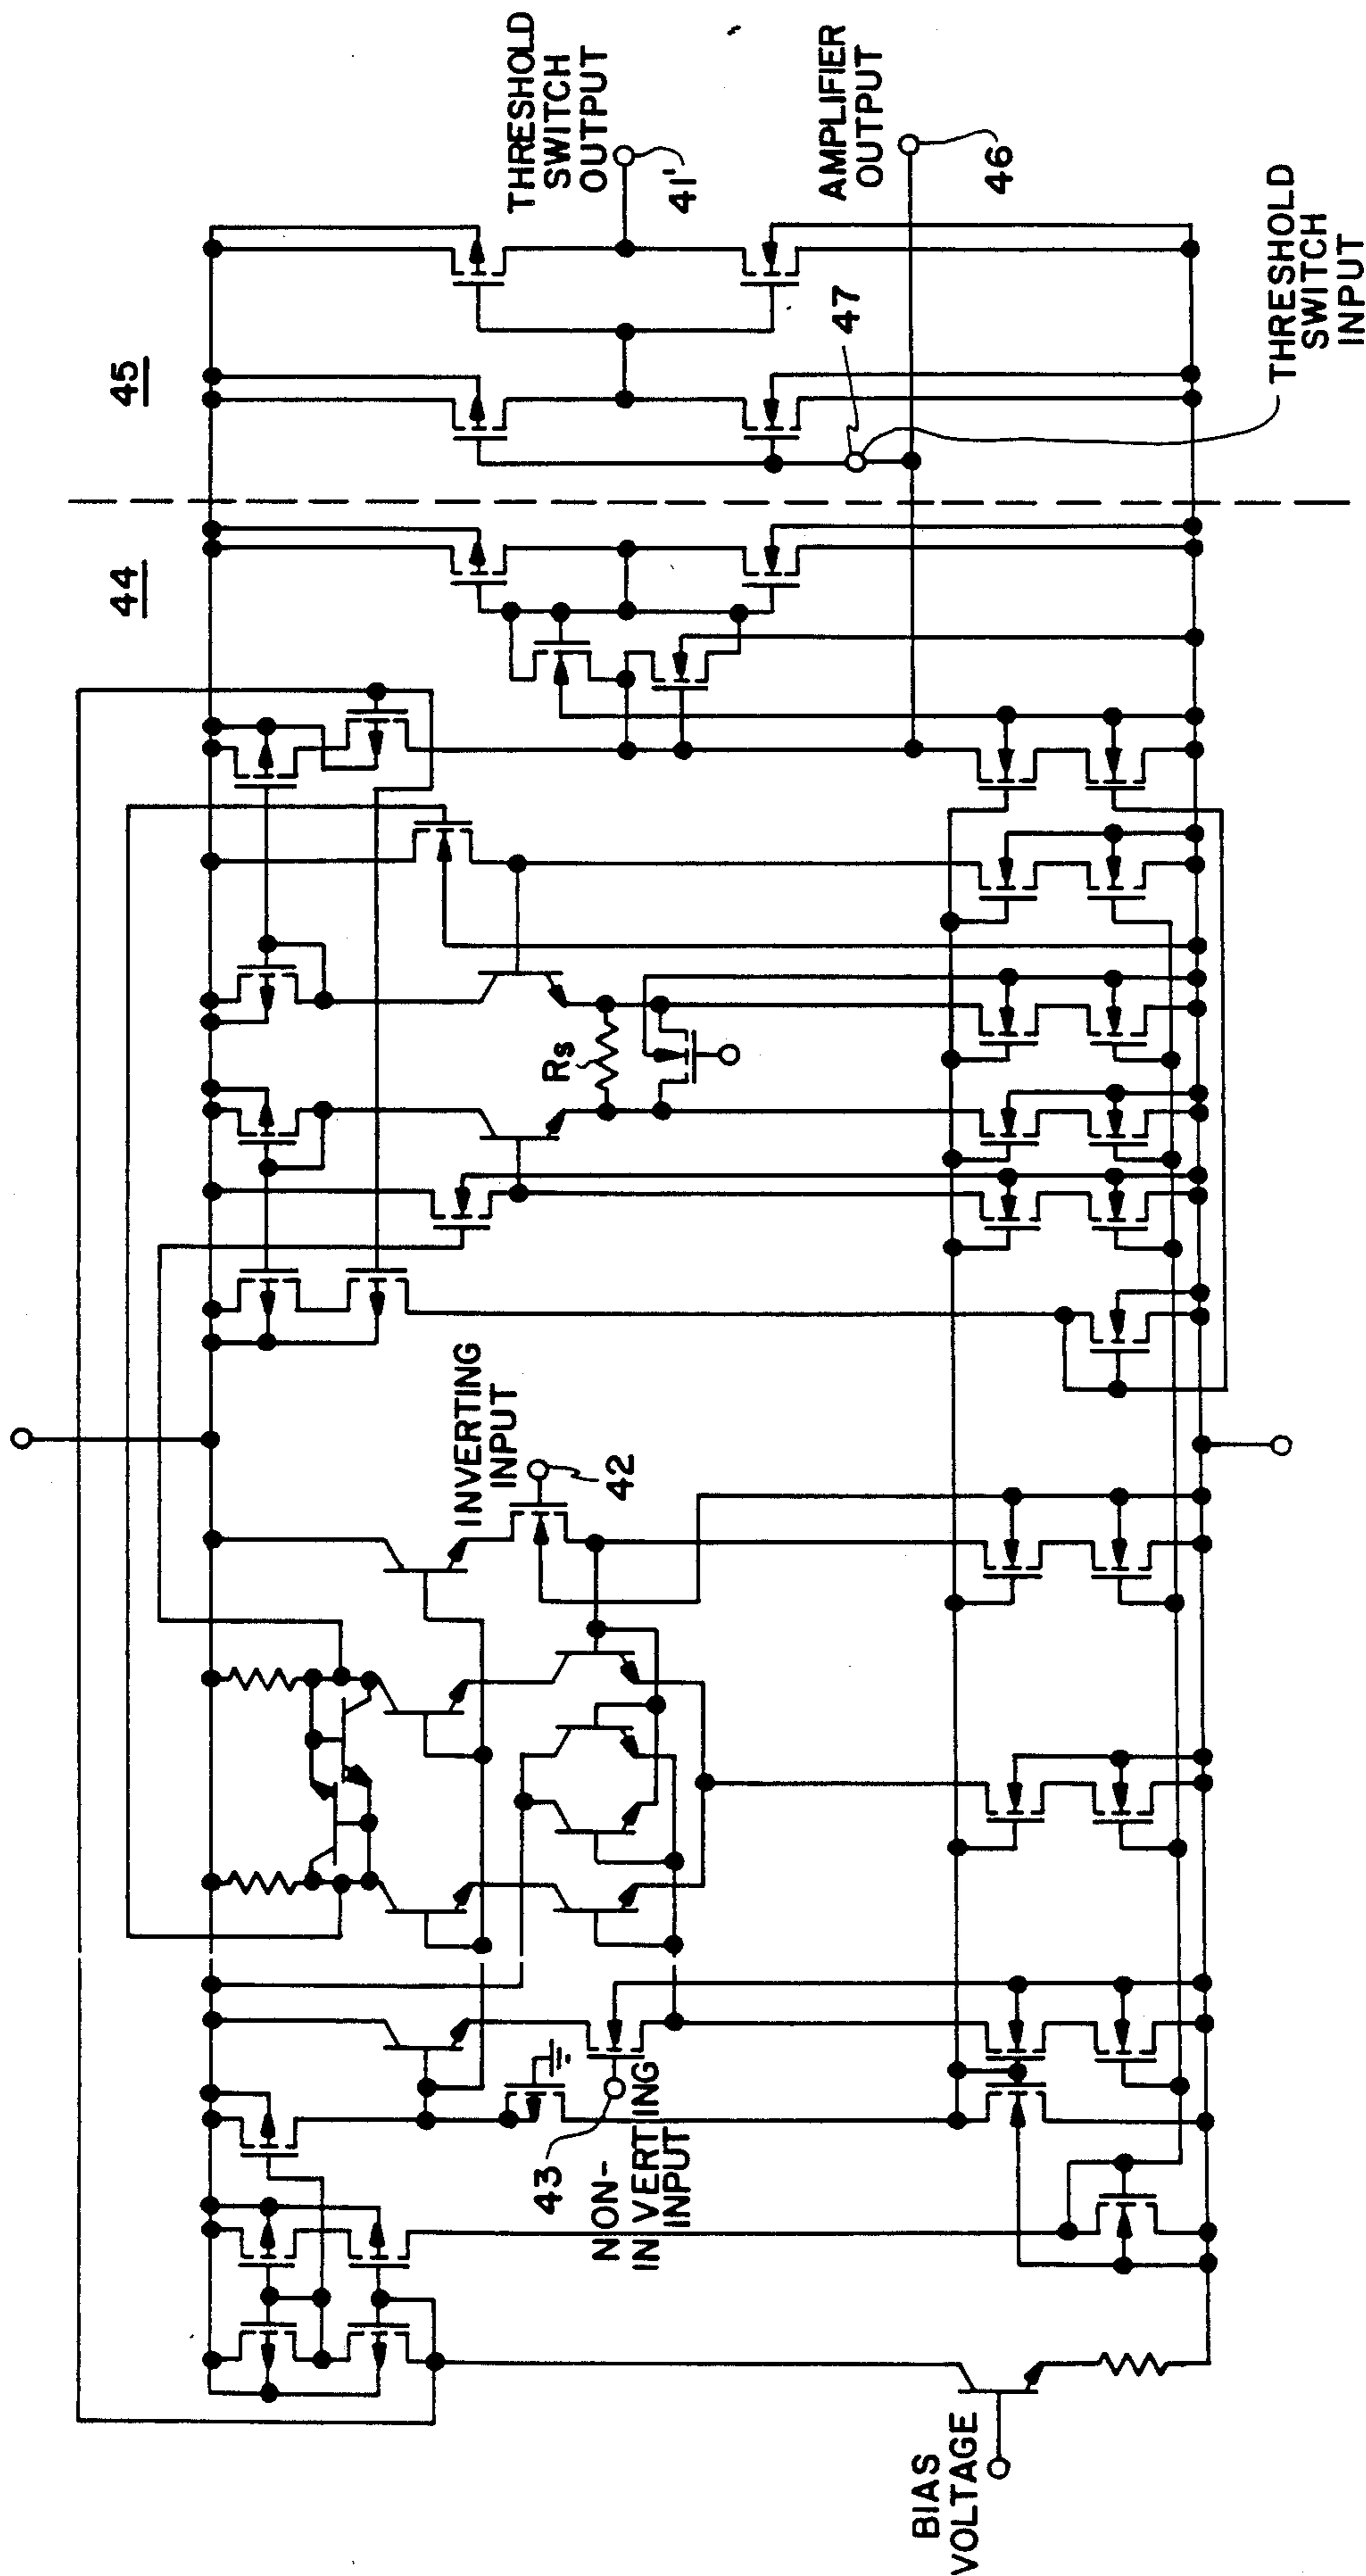 44
45
THRESHOLD
SWITCH
OUTPUT
41'
AMPLIFIER
OUTPUT
46
47
THRESHOLD
SWITCH
INPUT
Rs
INVERTING
INPUT
42
43
NON-
INVERTING
INPUT
BIAS
VOLTAGE